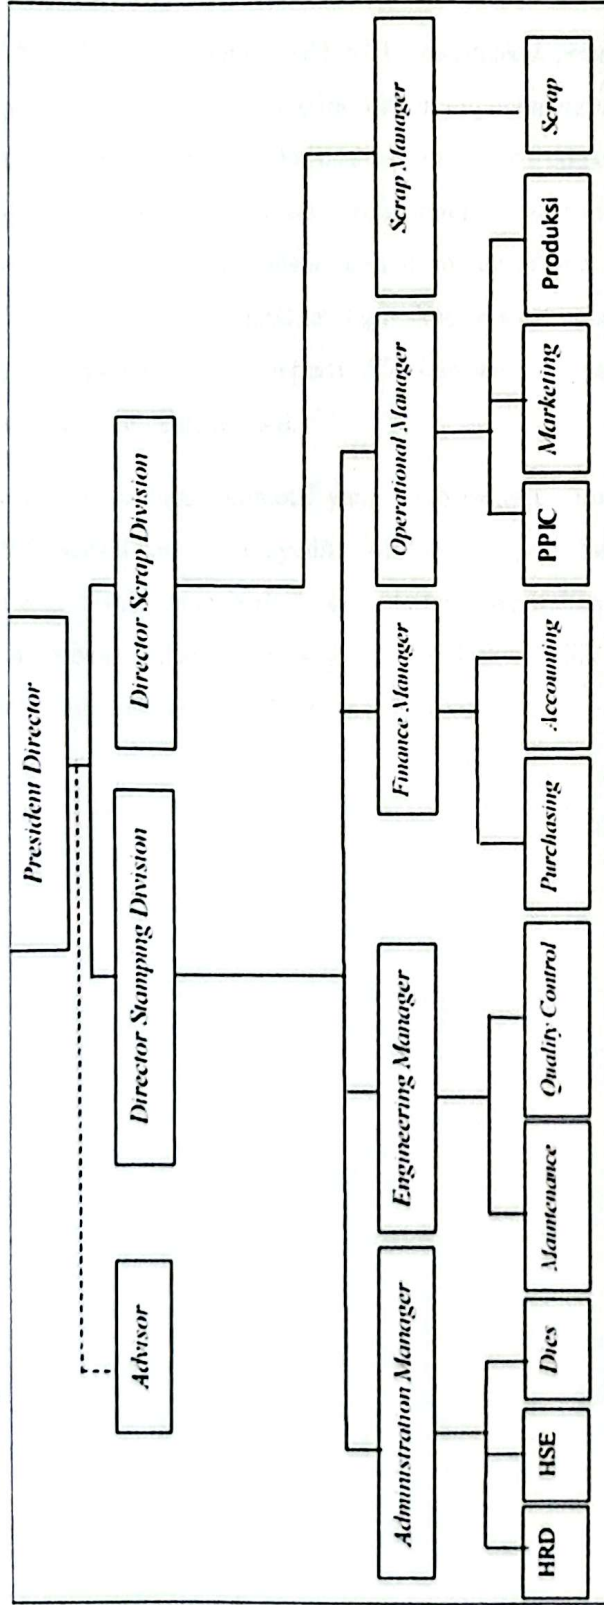 President Director
Advisor
Director Stamping Division
Director Scrap Division
Administration Manager
Engineering Manager
Finance Manager
Operational Manager
Scrap Manager
HRD
HSE
Dies
Maintenance
Quality Control
Purchasing
Accounting
PPIC
Marketing
Produksi
Scrap